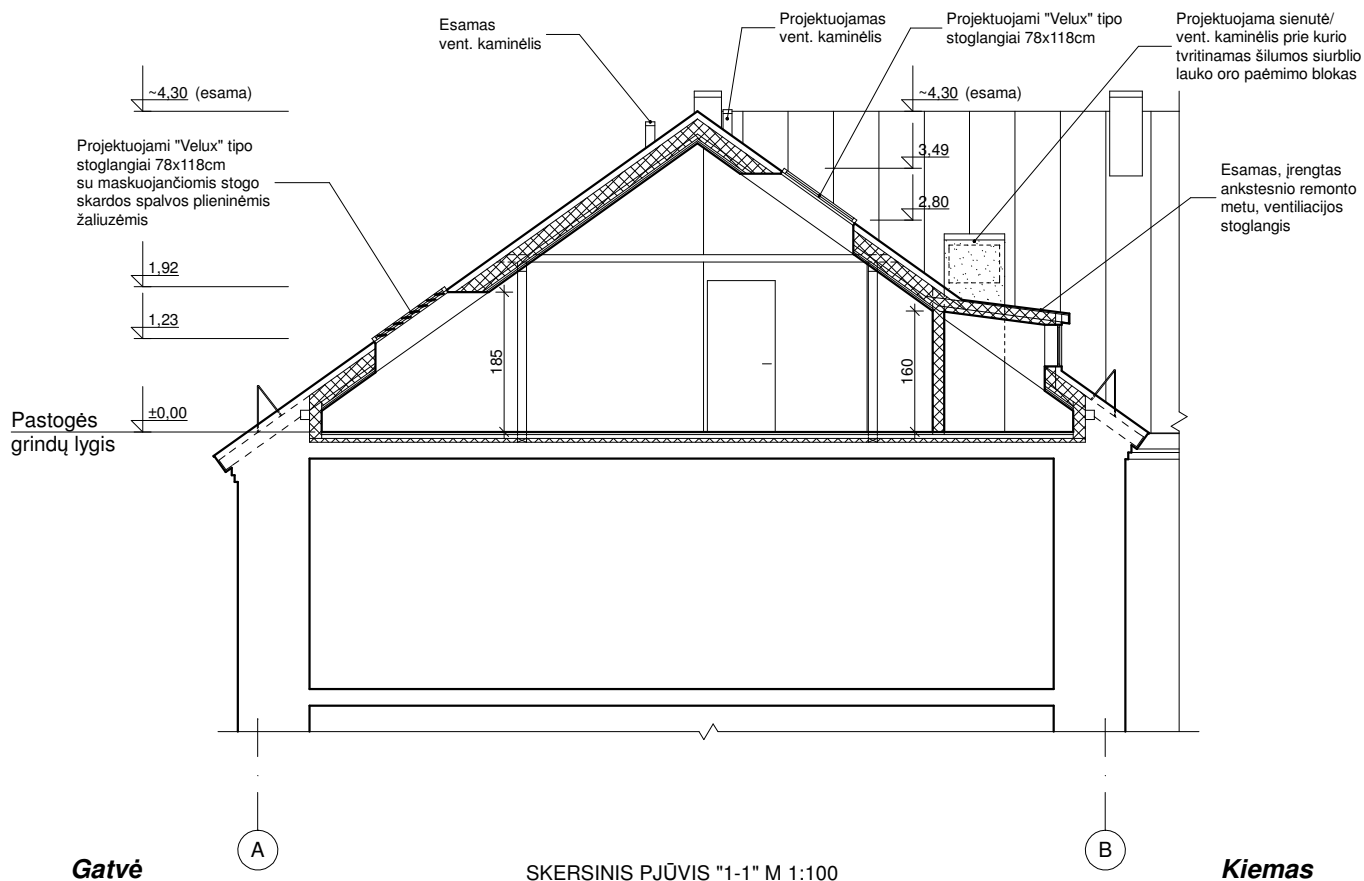 Esamas
vent. kaminėlis
Projektuojamas
vent. kaminėlis
Projektuojami "Velux" tipo
stoglangiai 78x118cm
Projektuojama sienutė/
vent. kaminėlis prie kurio
tvritinamas šilumos siurblio
lauko oro paėmimo blokas
~4,30 (esama)
~4,30 (esama)
Projektuojami "Velux" tipo
stoglangiai 78x118cm
su maskuojančiomis stogo
skardos spalvos plieninėmis
žaliuzėmis
3,49
2,80
Esamas, įrengtas
ankstesnio remonto
metu, ventiliacijos
stoglangis
1,92
1,23
185
160
±0,00
Pastogės
grindų lygis
A
B
Gatvė
SKERSINIS PJŪVIS "1-1" M 1:100
Kiemas